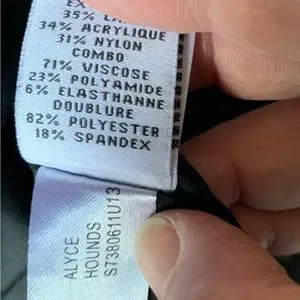 35%
34% ACRYLIQUE
31% NYLON
COMBO
71% VISCOSE
23% POLYAMIDE
6% ELASTHANNE
DOUBLURE
82% POLYESTER
18% SPANDEX
ALYCE
HOUNDS
S7380611U13